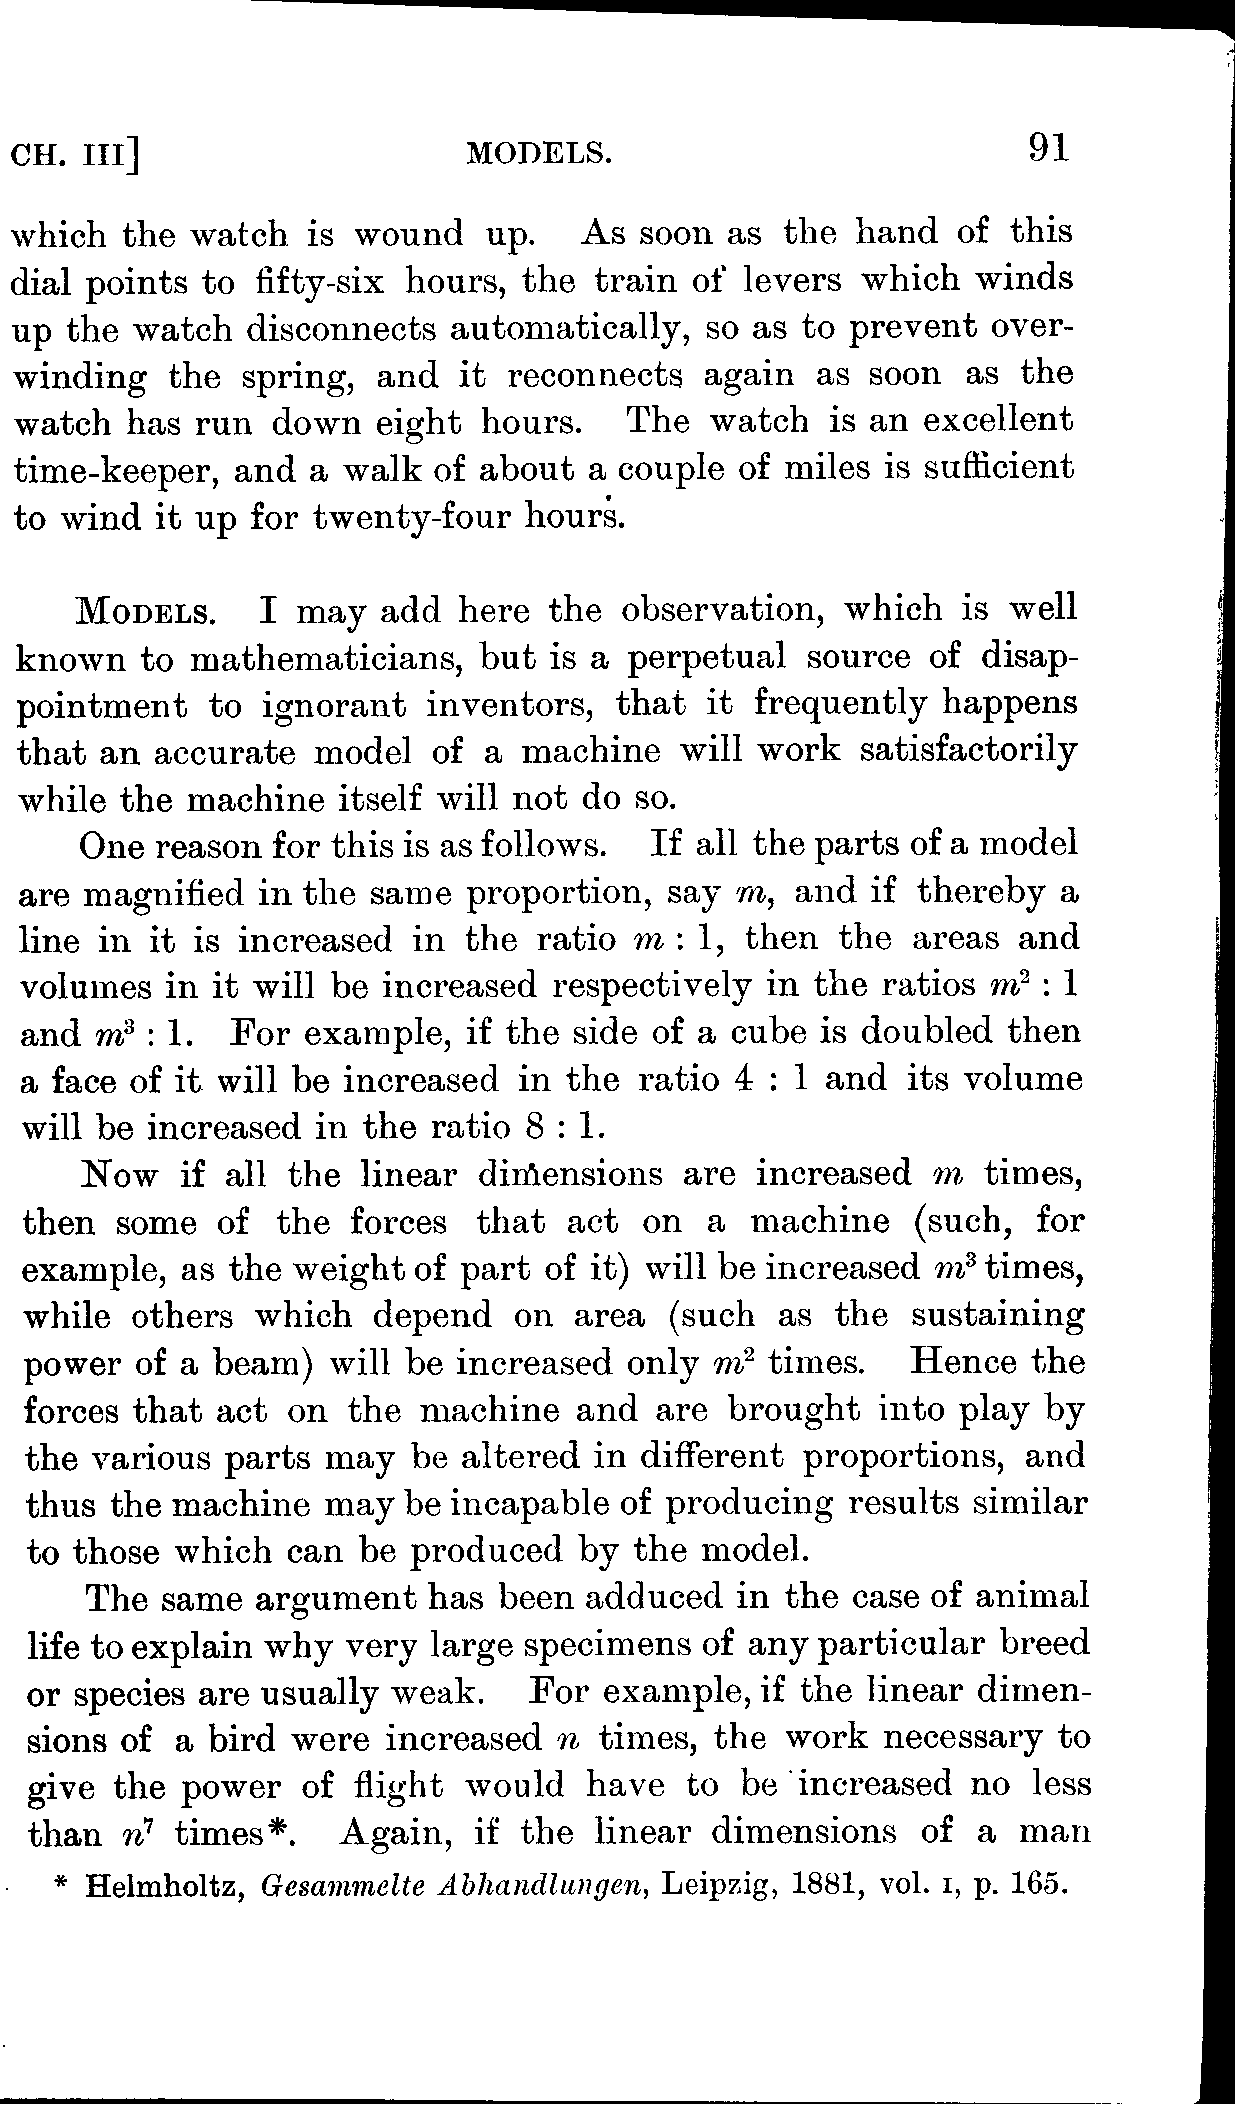 CH. III] MODELS. 91
which the watch is wound up. As soon as the hand of this
dial points to fifty-six hours, the train of levers which winds
up the watch disconnects automatically, so as to prevent over-
winding the spring, and it reconnects again as soon as the
watch has run down eight hours. The watch is an excellent
time-keeper, and a walk of about a couple of miles is sufficient
to wind it up for twenty-four hours.
MODELS. I may add here the observation, which is well
known to mathematicians, but is a perpetual source of disap-
pointment to ignorant inventors, that it frequently happens
that an accurate model of a machine will work satisfactorily
while the machine itself will not do so.
One reason for this is as follows. If all the parts of a model
are magnified in the same proportion, say m, and if thereby a
line in it is increased in the ratio m : 1, then the areas and
volumes in it will be increased respectively in the ratios m² : 1
and m³ : 1. For example, if the side of a cube is doubled then
a face of it will be increased in the ratio 4 : 1 and its volume
will be increased in the ratio 8 : 1.
Now if all the linear dimensions are increased m times,
then some of the forces that act on a machine (such, for
example, as the weight of part of it) will be increased m³ times,
while others which depend on area (such as the sustaining
power of a beam) will be increased only m² times. Hence the
forces that act on the machine and are brought into play by
the various parts may be altered in different proportions, and
thus the machine may be incapable of producing results similar
to those which can be produced by the model.
The same argument has been adduced in the case of animal
life to explain why very large specimens of any particular breed
or species are usually weak. For example, if the linear dimen-
sions of a bird were increased n times, the work necessary to
give the power of flight would have to be increased no less
than n⁷ times*. Again, if the linear dimensions of a man
* Helmholtz, Gesammelte Abhandlungen, Leipzig, 1881, vol. I, p. 165.